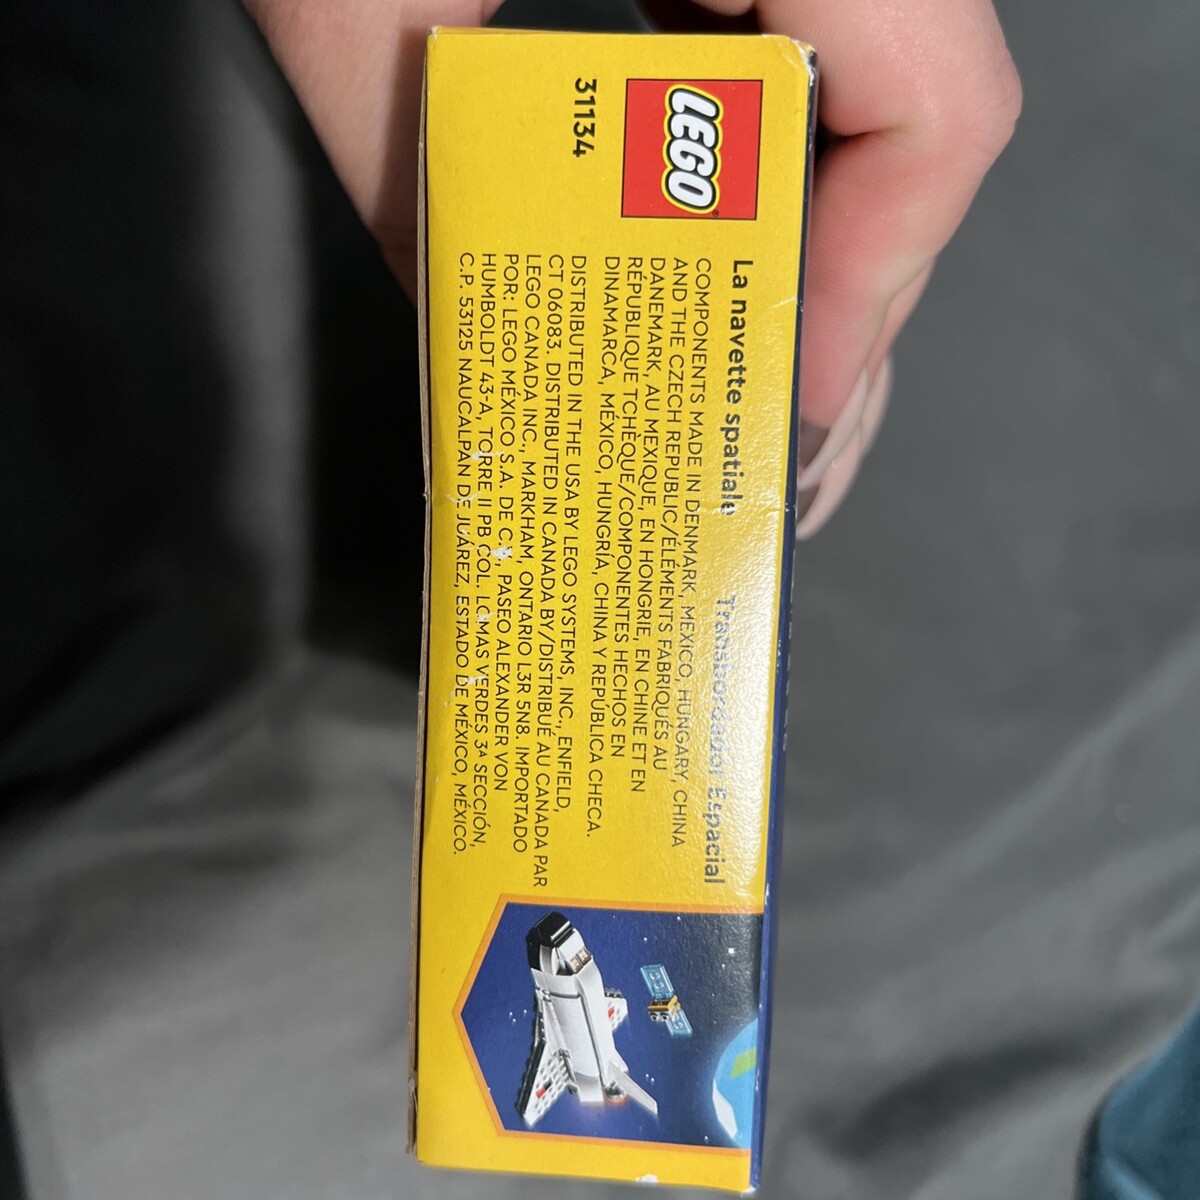 LEGO
31134
La navette spatiale
Transbordador Espacial
COMPONENTS MADE IN DENMARK, MEXICO, HUNGARY, CHINA
AND THE CZECH REPUBLIC/ÉLÉMENTS FABRIQUÉS AU
DANEMARK, AU MEXIQUE, EN HONGRIE, EN CHINE ET EN
RÉPUBLIQUE TCHÈQUE/COMPONENTES HECHOS EN
DINAMARCA, MÉXICO, HUNGRÍA, CHINA Y REPÚBLICA CHECA.
DISTRIBUTED IN THE USA BY LEGO SYSTEMS, INC., ENFIELD,
CT 06083. DISTRIBUTED IN CANADA BY/DISTRIBUÉ AU CANADA PAR
LEGO CANADA INC., MARKHAM, ONTARIO L3R 5N8. IMPORTADO
POR: LEGO MÉXICO S.A. DE C.V., PASEO ALEXANDER VON
HUMBOLDT 43-A, TORRE II PB COL. LOMAS VERDES 3ª SECCIÓN,
C.P. 53125 NAUCALPAN DE JUÁREZ, ESTADO DE MÉXICO, MÉXICO.